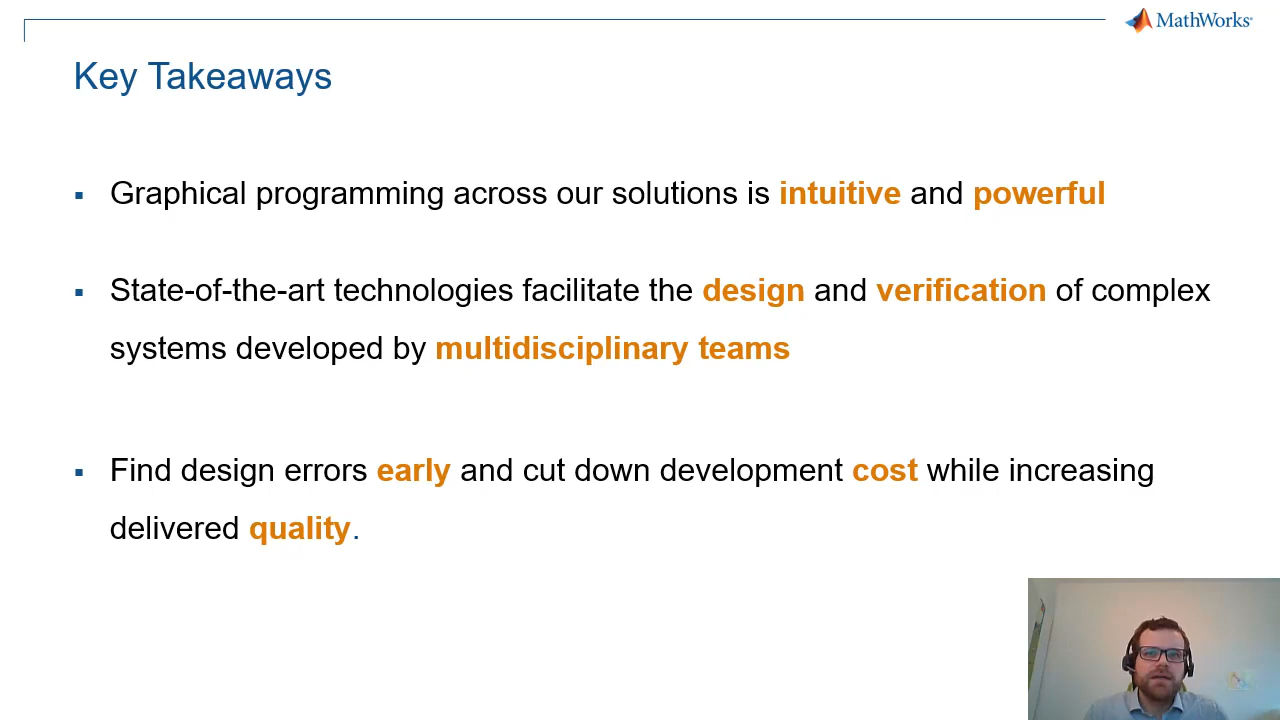 MathWorks
Key Takeaways
▪ Graphical programming across our solutions is intuitive and powerful
▪ State-of-the-art technologies facilitate the design and verification of complex
systems developed by multidisciplinary teams
▪ Find design errors early and cut down development cost while increasing
delivered quality.